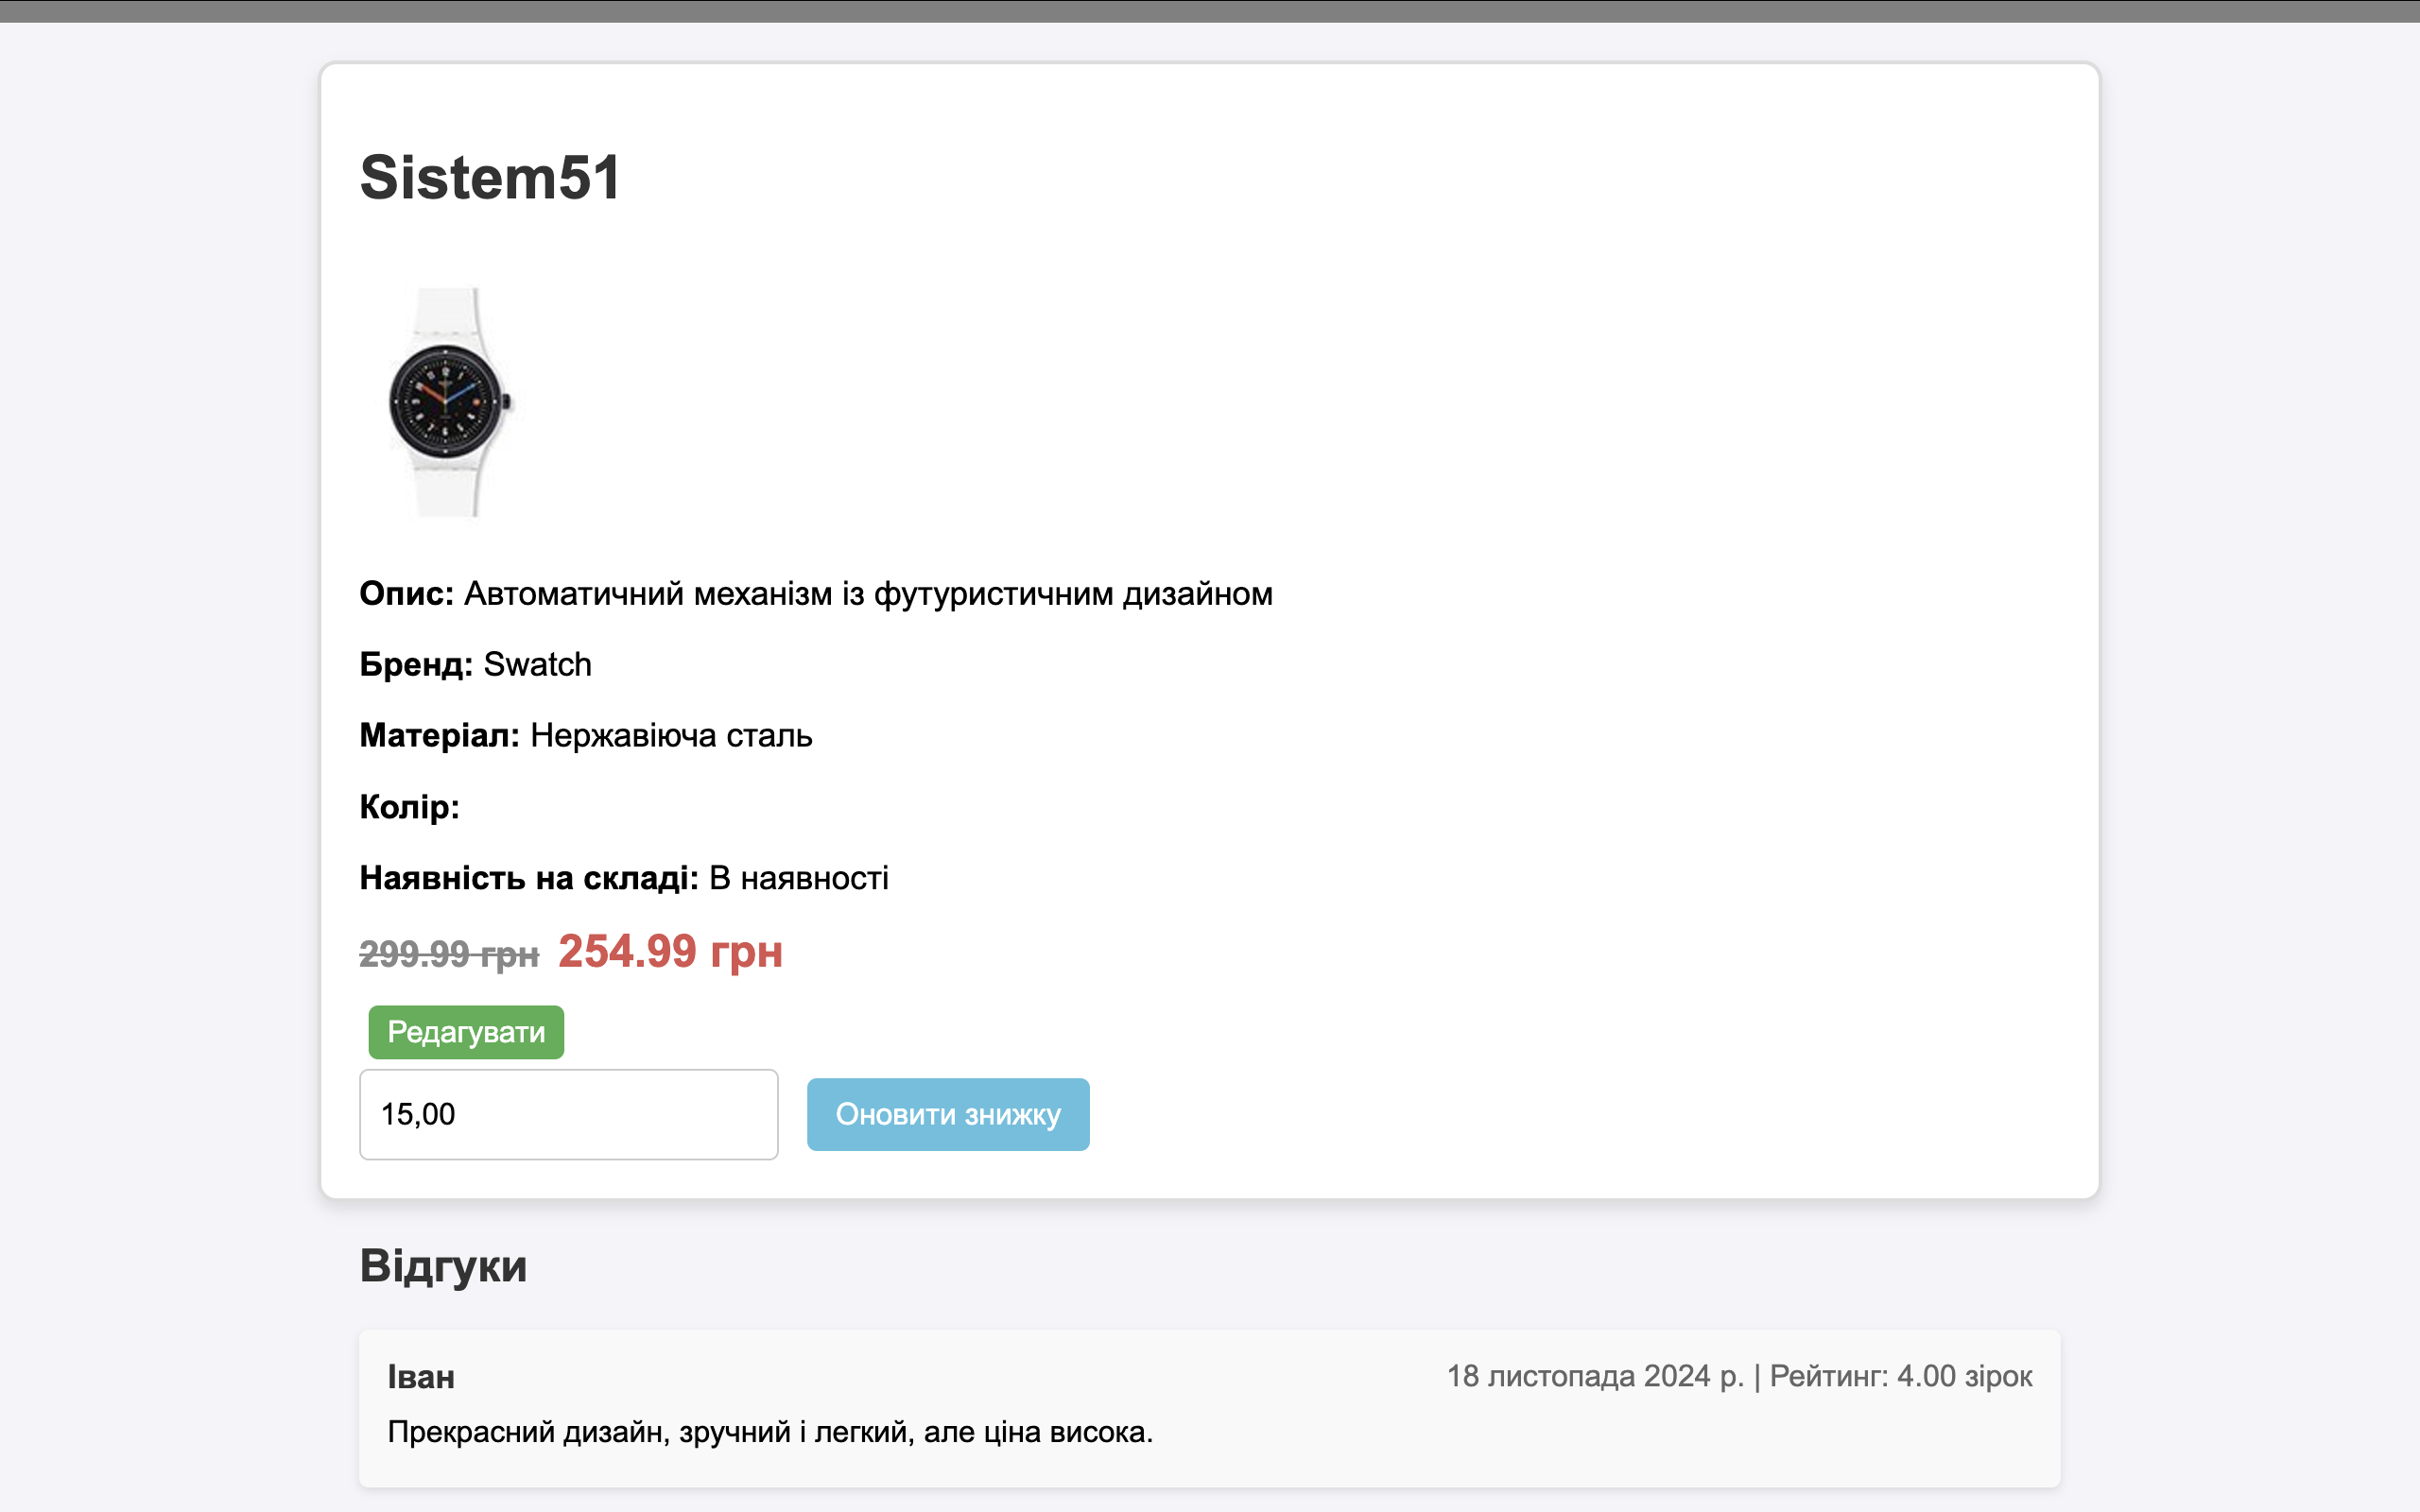 Sistem51
Опис: Автоматичний механізм із футуристичним дизайном
Бренд: Swatch
Матеріал: Нержавіюча сталь
Колір:
Наявність на складі: В наявності
299.99 грн 254.99 грн
Редагувати
15,00 Оновити знижку
Відгуки
Іван 18 листопада 2024 р. | Рейтинг: 4.00 зірок
Прекрасний дизайн, зручний і легкий, але ціна висока.